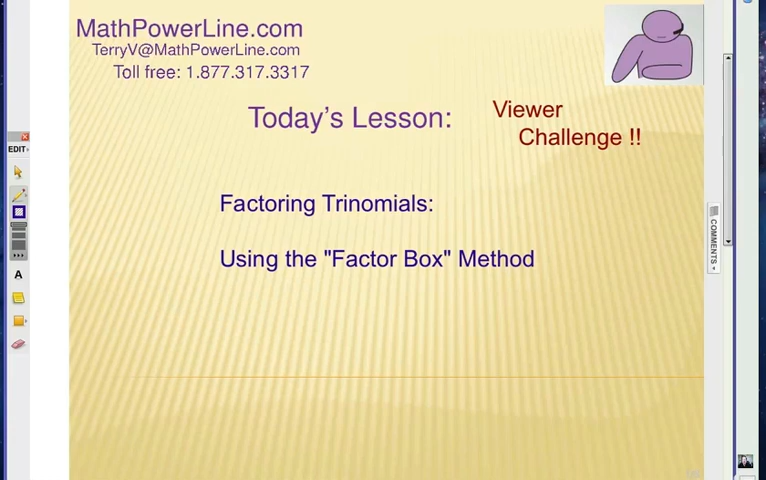 MathPowerLine.com
TerryV@MathPowerLine.com
Toll free: 1.877.317.3317
Today's Lesson:
Viewer
Challenge !!
EDIT
Factoring Trinomials:
Using the "Factor Box" Method
COMMENTS
A